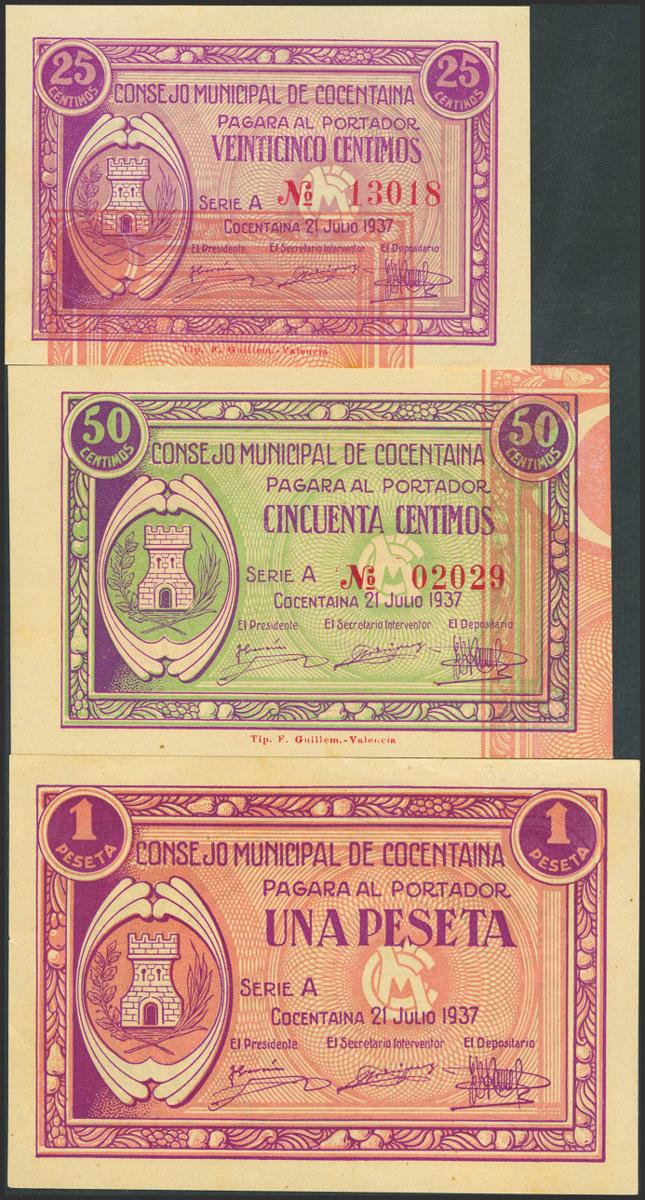 25 CENTIMOS
25 CENTIMOS
CONSEJO MUNICIPAL DE COCENTAINA
PAGARA AL PORTADOR
VEINTICINCO CENTIMOS
SERIE A No 13018
COCENTAINA 21 JULIO 1937
El Presidente El Secretario Interventor El Depositario
Tip. F. Guillem.-Valencia
50 CENTIMOS
50 CENTIMOS
CONSEJO MUNICIPAL DE COCENTAINA
PAGARA AL PORTADOR
CINCUENTA CENTIMOS
SERIE A No 02029
COCENTAINA 21 JULIO 1937
El Presidente El Secretario Interventor El Depositario
Tip. F. Guillem.-Valencia
1 PESETA
1 PESETA
CONSEJO MUNICIPAL DE COCENTAINA
PAGARA AL PORTADOR
UNA PESETA
SERIE A
COCENTAINA 21 JULIO 1937
El Presidente El Secretario Interventor El Depositario